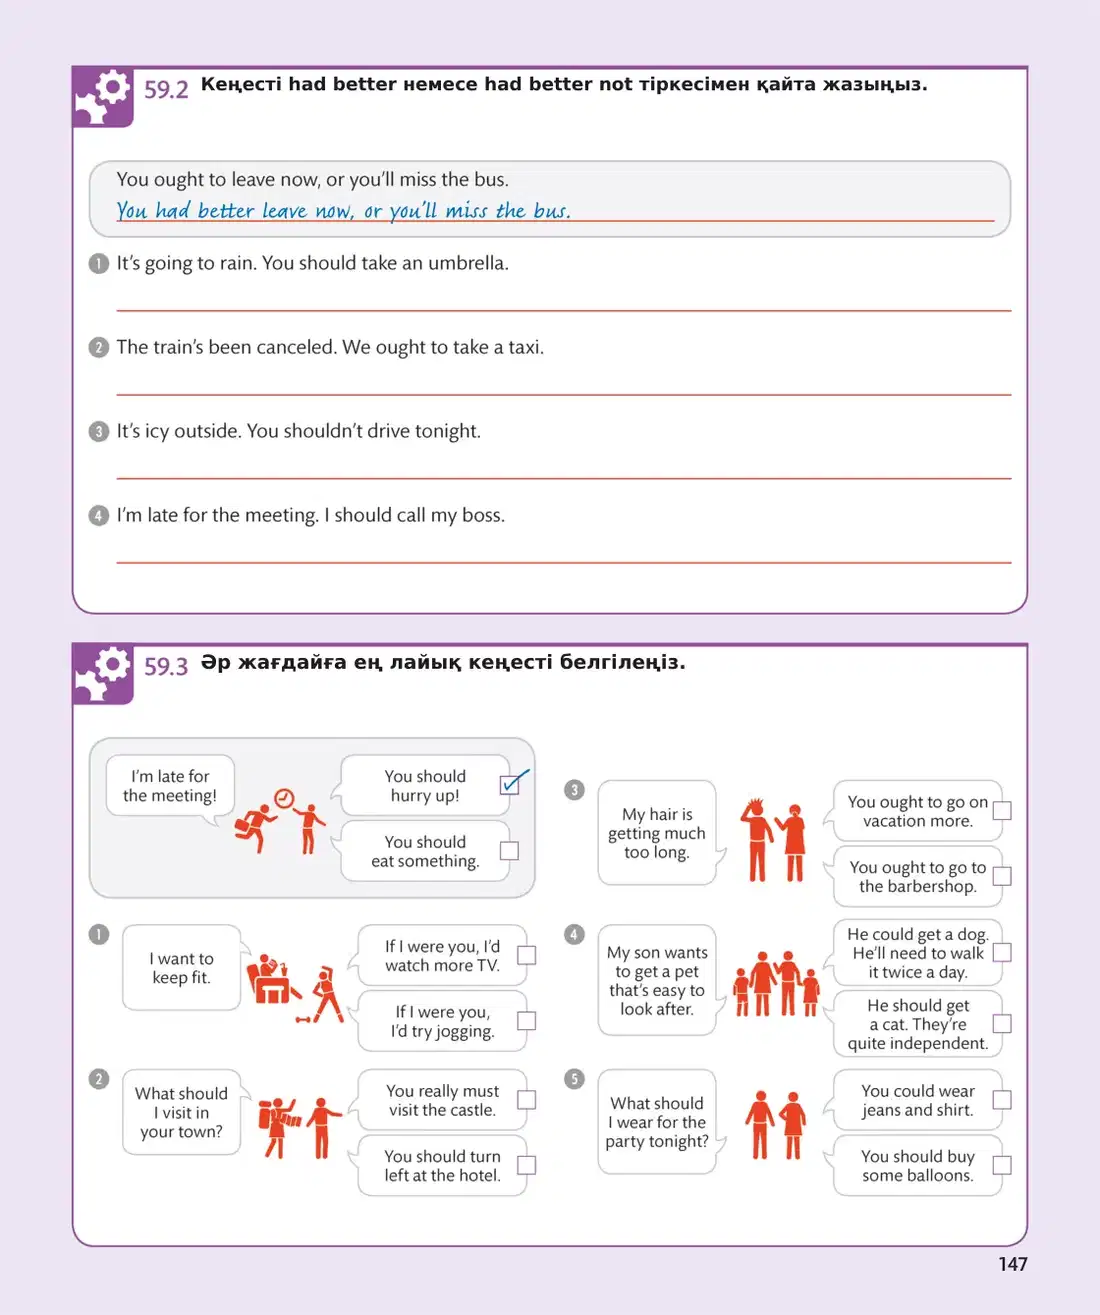 59.2 Кеңесті had better немесе had better not тіркесімен қайта жазыңыз.
You ought to leave now, or you'll miss the bus.
You had better leave now, or you'll miss the bus.
1 It's going to rain. You should take an umbrella.
2 The train's been canceled. We ought to take a taxi.
3 It's icy outside. You shouldn't drive tonight.
4 I'm late for the meeting. I should call my boss.
59.3 Әр жағдайға ең лайық кеңесті белгілеңіз.
I'm late for
the meeting!
You should
hurry up!
You should
eat something.
1
I want to
keep fit.
If I were you, I'd
watch more TV.
If I were you,
I'd try jogging.
2
What should
I visit in
your town?
You really must
visit the castle.
You should turn
left at the hotel.
3
My hair is
getting much
too long.
You ought to go on
vacation more.
You ought to go to
the barbershop.
4
My son wants
to get a pet
that's easy to
look after.
He could get a dog.
He'll need to walk
it twice a day.
He should get
a cat. They're
quite independent.
5
What should
I wear for the
party tonight?
You could wear
jeans and shirt.
You should buy
some balloons.
147